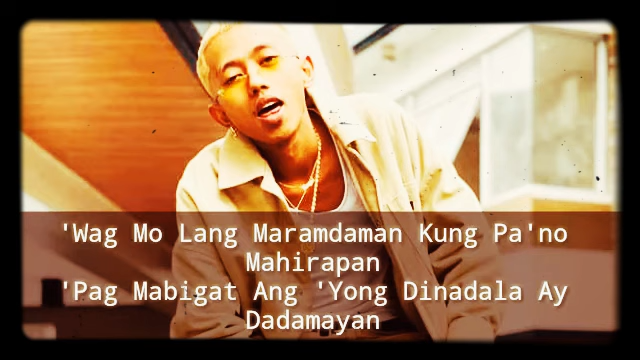 'Wag Mo Lang Maramdaman Kung Pa'no
Mahirapan
'Pag Mabigat Ang 'Yong Dinadala Ay
Dadamayan